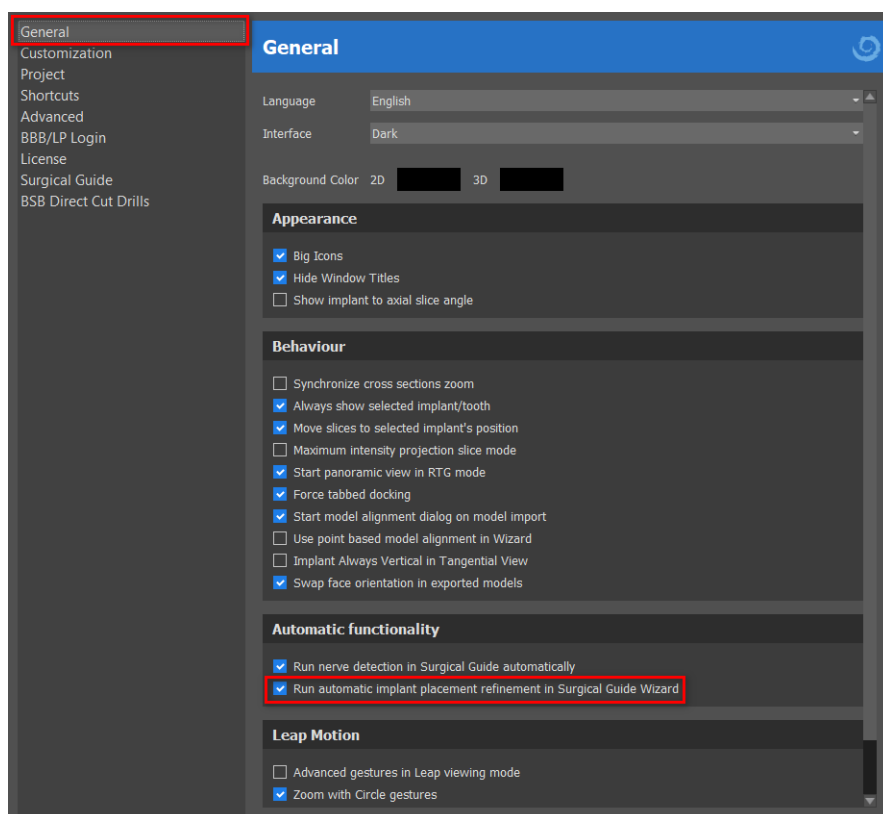 General
Customization
Project
Shortcuts
Advanced
BBB/LP Login
License
Surgical Guide
BSB Direct Cut Drills
General
Language English
Interface Dark
Background Color 2D 3D
Appearance
Big Icons
Hide Window Titles
Show implant to axial slice angle
Behaviour
Synchronize cross sections zoom
Always show selected implant/tooth
Move slices to selected implant's position
Maximum intensity projection slice mode
Start panoramic view in RTG mode
Force tabbed docking
Start model alignment dialog on model import
Use point based model alignment in Wizard
Implant Always Vertical in Tangential View
Swap face orientation in exported models
Automatic functionality
Run nerve detection in Surgical Guide automatically
Run automatic implant placement refinement in Surgical Guide Wizard
Leap Motion
Advanced gestures in Leap viewing mode
Zoom with Circle gestures